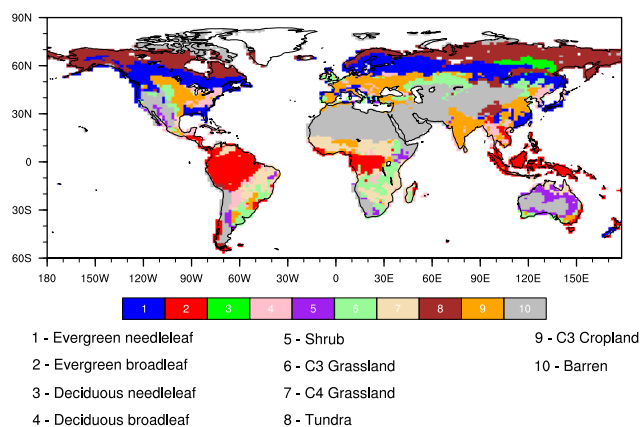 90N
60N
30N
0
30S
60S
180 150W 120W 90W 60W 30W 0 30E 60E 90E 120E 150E
1 2 3 4 5 6 7 8 9 10
1 - Evergreen needleleaf 5 - Shrub 9 - C3 Cropland
2 - Evergreen broadleaf 6 - C3 Grassland 10 - Barren
3 - Deciduous needleleaf 7 - C4 Grassland
4 - Deciduous broadleaf 8 - Tundra